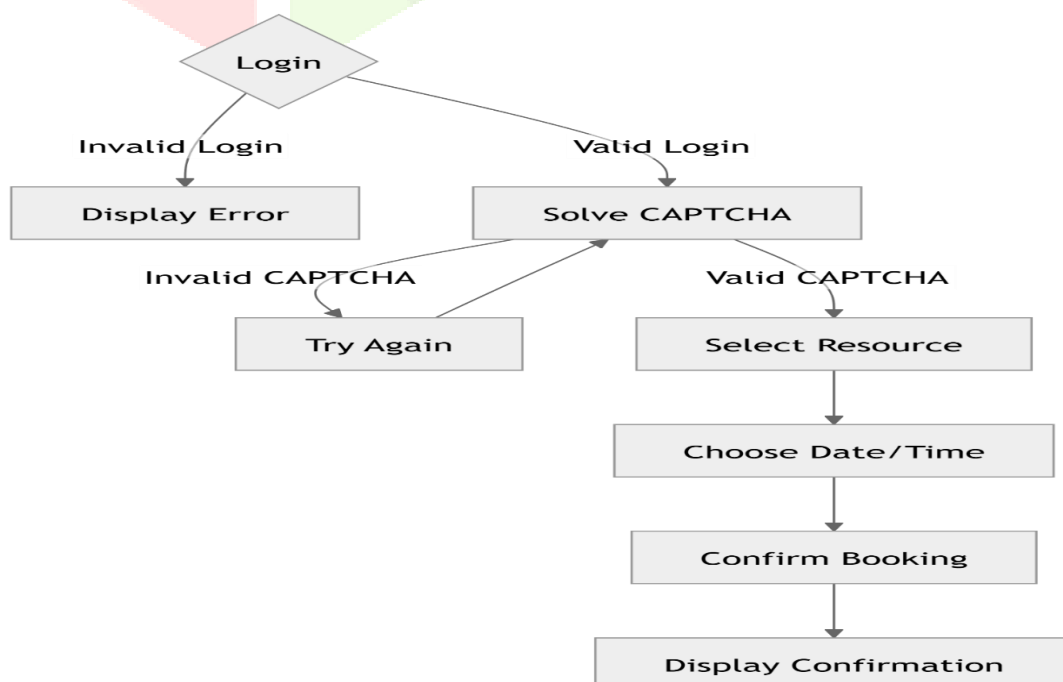 Login
Invalid Login
Valid Login
Display Error
Solve CAPTCHA
Invalid CAPTCHA
Valid CAPTCHA
Try Again
Select Resource
Choose Date/Time
Confirm Booking
Display Confirmation